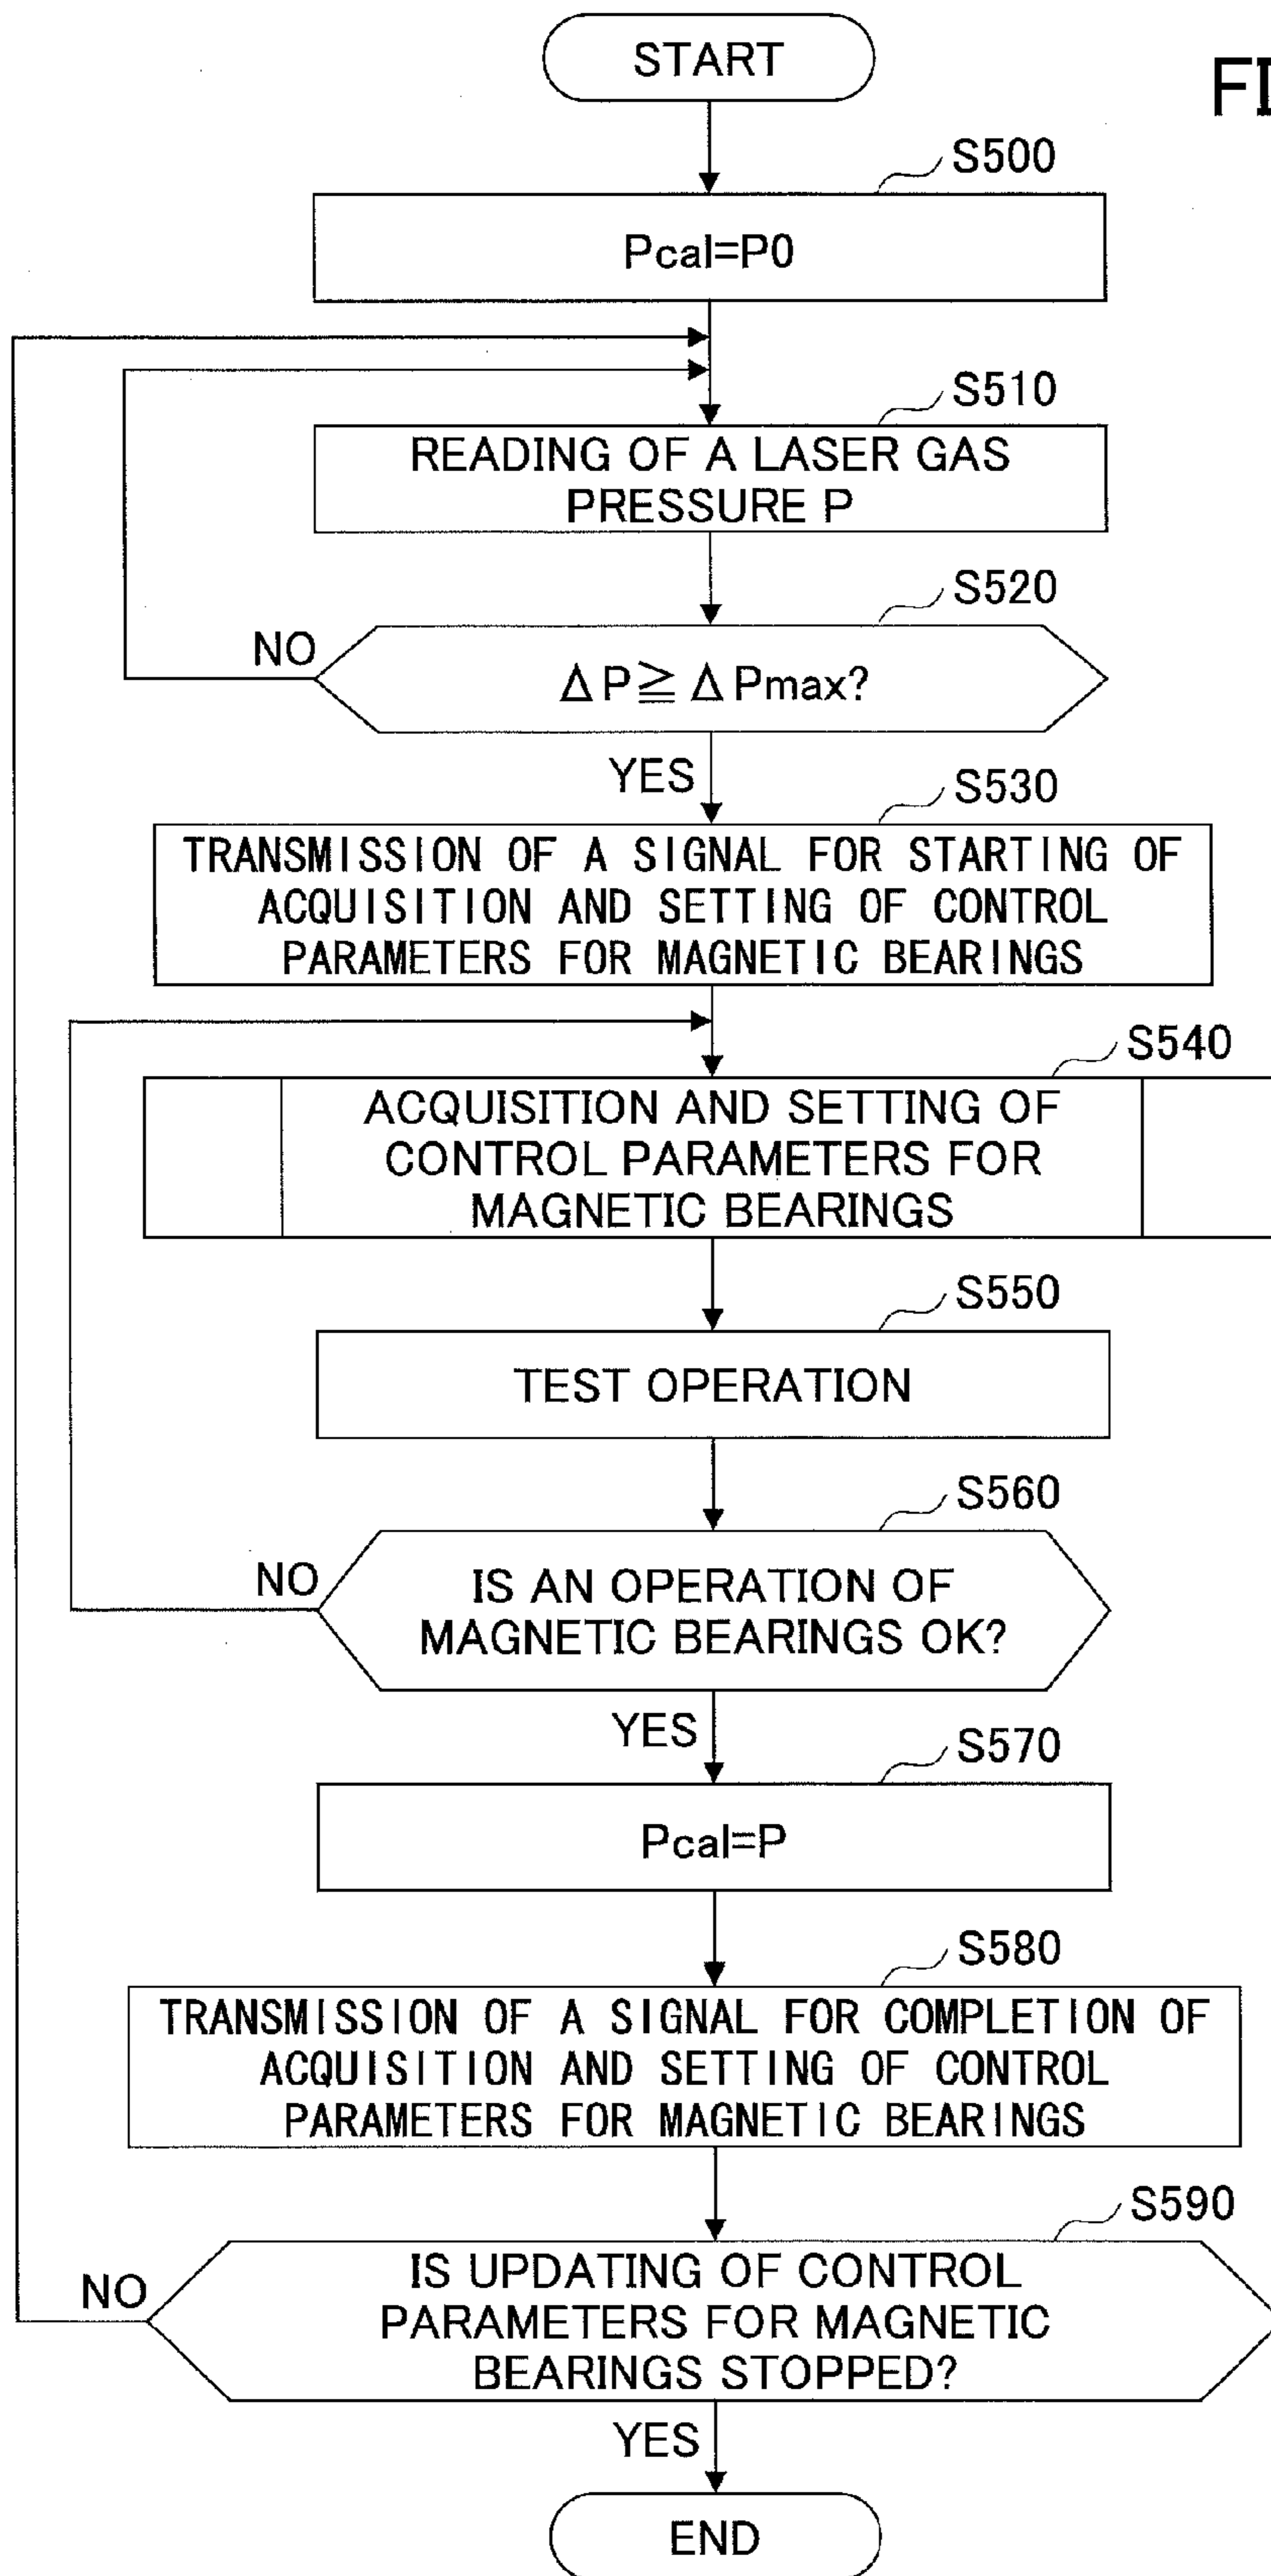 START
FI
S500
Pcal=P0
S510
READING OF A LASER GAS
PRESSURE P
S520
NO
ΔP≧ΔPmax?
YES
S530
TRANSMISSION OF A SIGNAL FOR STARTING OF
ACQUISITION AND SETTING OF CONTROL
PARAMETERS FOR MAGNETIC BEARINGS
S540
ACQUISITION AND SETTING OF
CONTROL PARAMETERS FOR
MAGNETIC BEARINGS
S550
TEST OPERATION
S560
NO
IS AN OPERATION OF
MAGNETIC BEARINGS OK?
YES
S570
Pcal=P
S580
TRANSMISSION OF A SIGNAL FOR COMPLETION OF
ACQUISITION AND SETTING OF CONTROL
PARAMETERS FOR MAGNETIC BEARINGS
S590
NO
IS UPDATING OF CONTROL
PARAMETERS FOR MAGNETIC
BEARINGS STOPPED?
YES
END